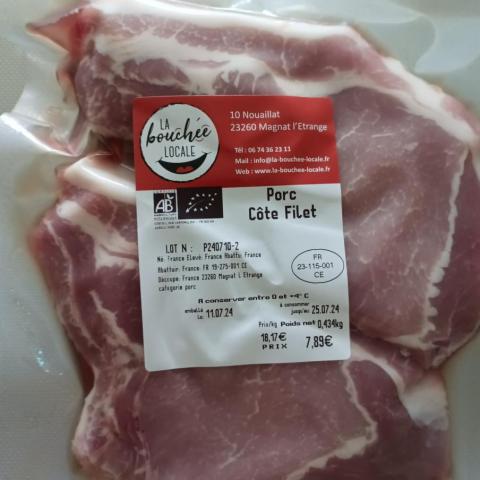 LA
bouchée
LOCALE
10 Nouaillat
23260 Magnat l'Etrange
Tél : 06 74 36 23 11
Mail : info@la-bouchee-locale.fr
Web : www.la-bouchee-locale.fr
AB
Porc
Côte Filet
LOT N : P240710-2
Né: France Elevé: France Abattu: France
Abattoir: France: FR 19-275-001 CE
Découpe: France 23260 Magnat L Etrange
categorie porc
FR
23-115-001
CE
A conserver entre 0 et +4° C
emballé
Le: 11.07.24
à consommer
jusqu'au: 25.07.24
Prix/kg Poids net 0,434kg
18,17€ 7,89€
PRIX